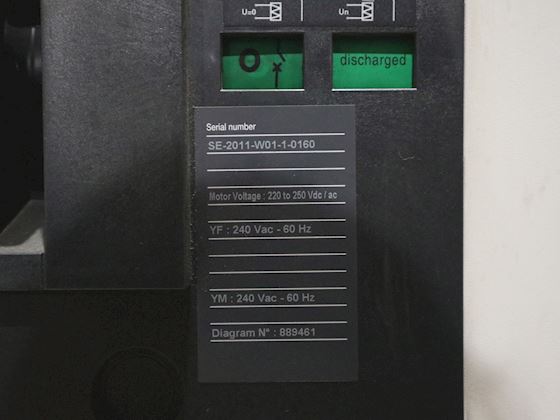 U=0 Un
O discharged
Serial number
SE-2011-W01-1-0160
Motor Voltage : 220 to 250 Vdc / ac
YF : 240 Vac - 60 Hz
YM : 240 Vac - 60 Hz
Diagram N° : 889461